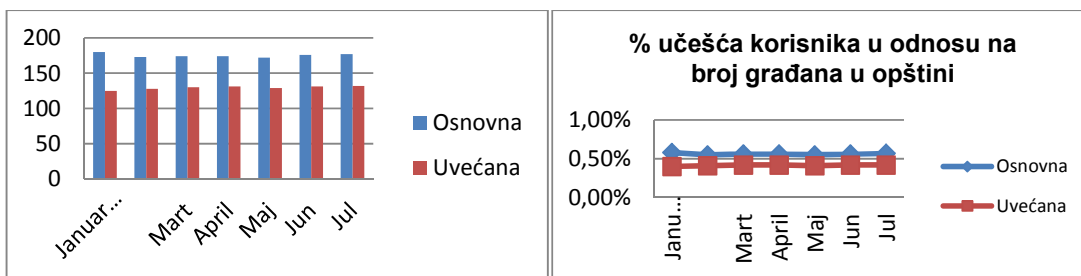 200
150
100
50
0
Januar...
Mart
April
Maj
Jun
Jul
Osnovna
Uvećana
% učešća korisnika u odnosu na
broj građana u opštini
1,00%
0,50%
0,00%
Janu...
Mart
April
Maj
Jun
Jul
Osnovna
Uvećana